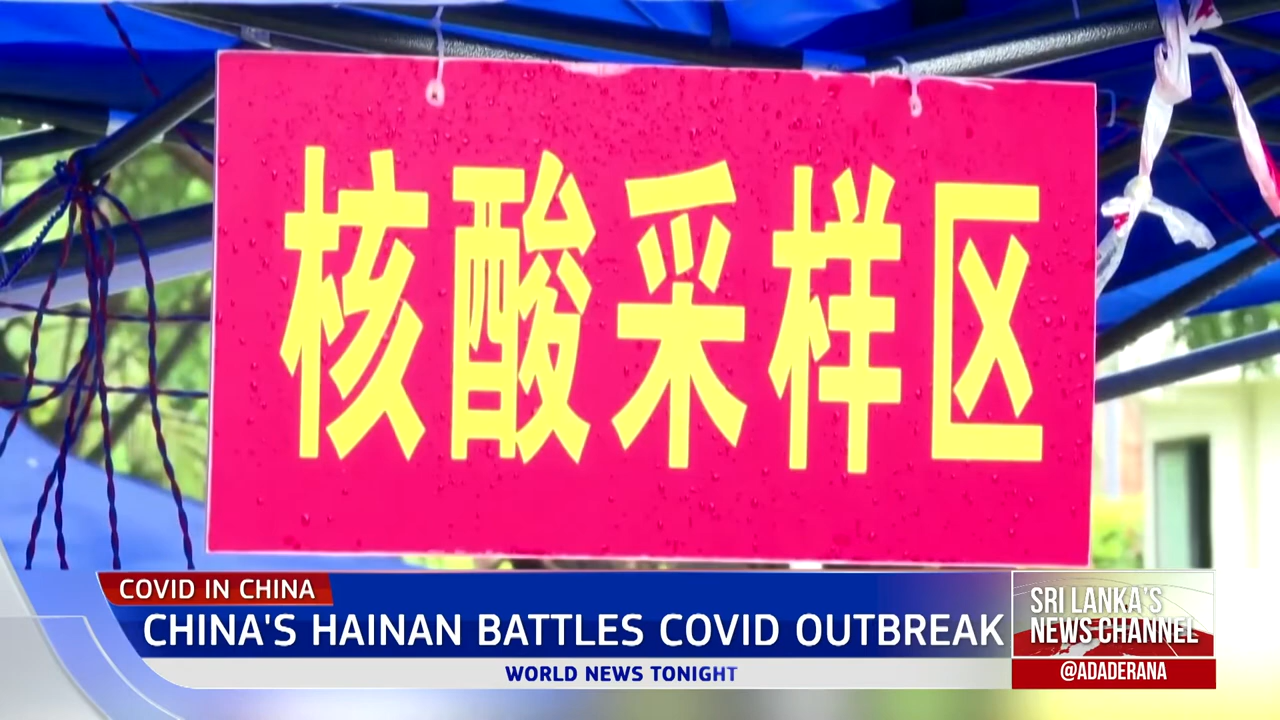 核酸采样区
COVID IN CHINA
CHINA'S HAINAN BATTLES COVID OUTBREAK
WORLD NEWS TONIGHT
SRI LANKA'S
NEWS CHANNEL
@ADADERANA